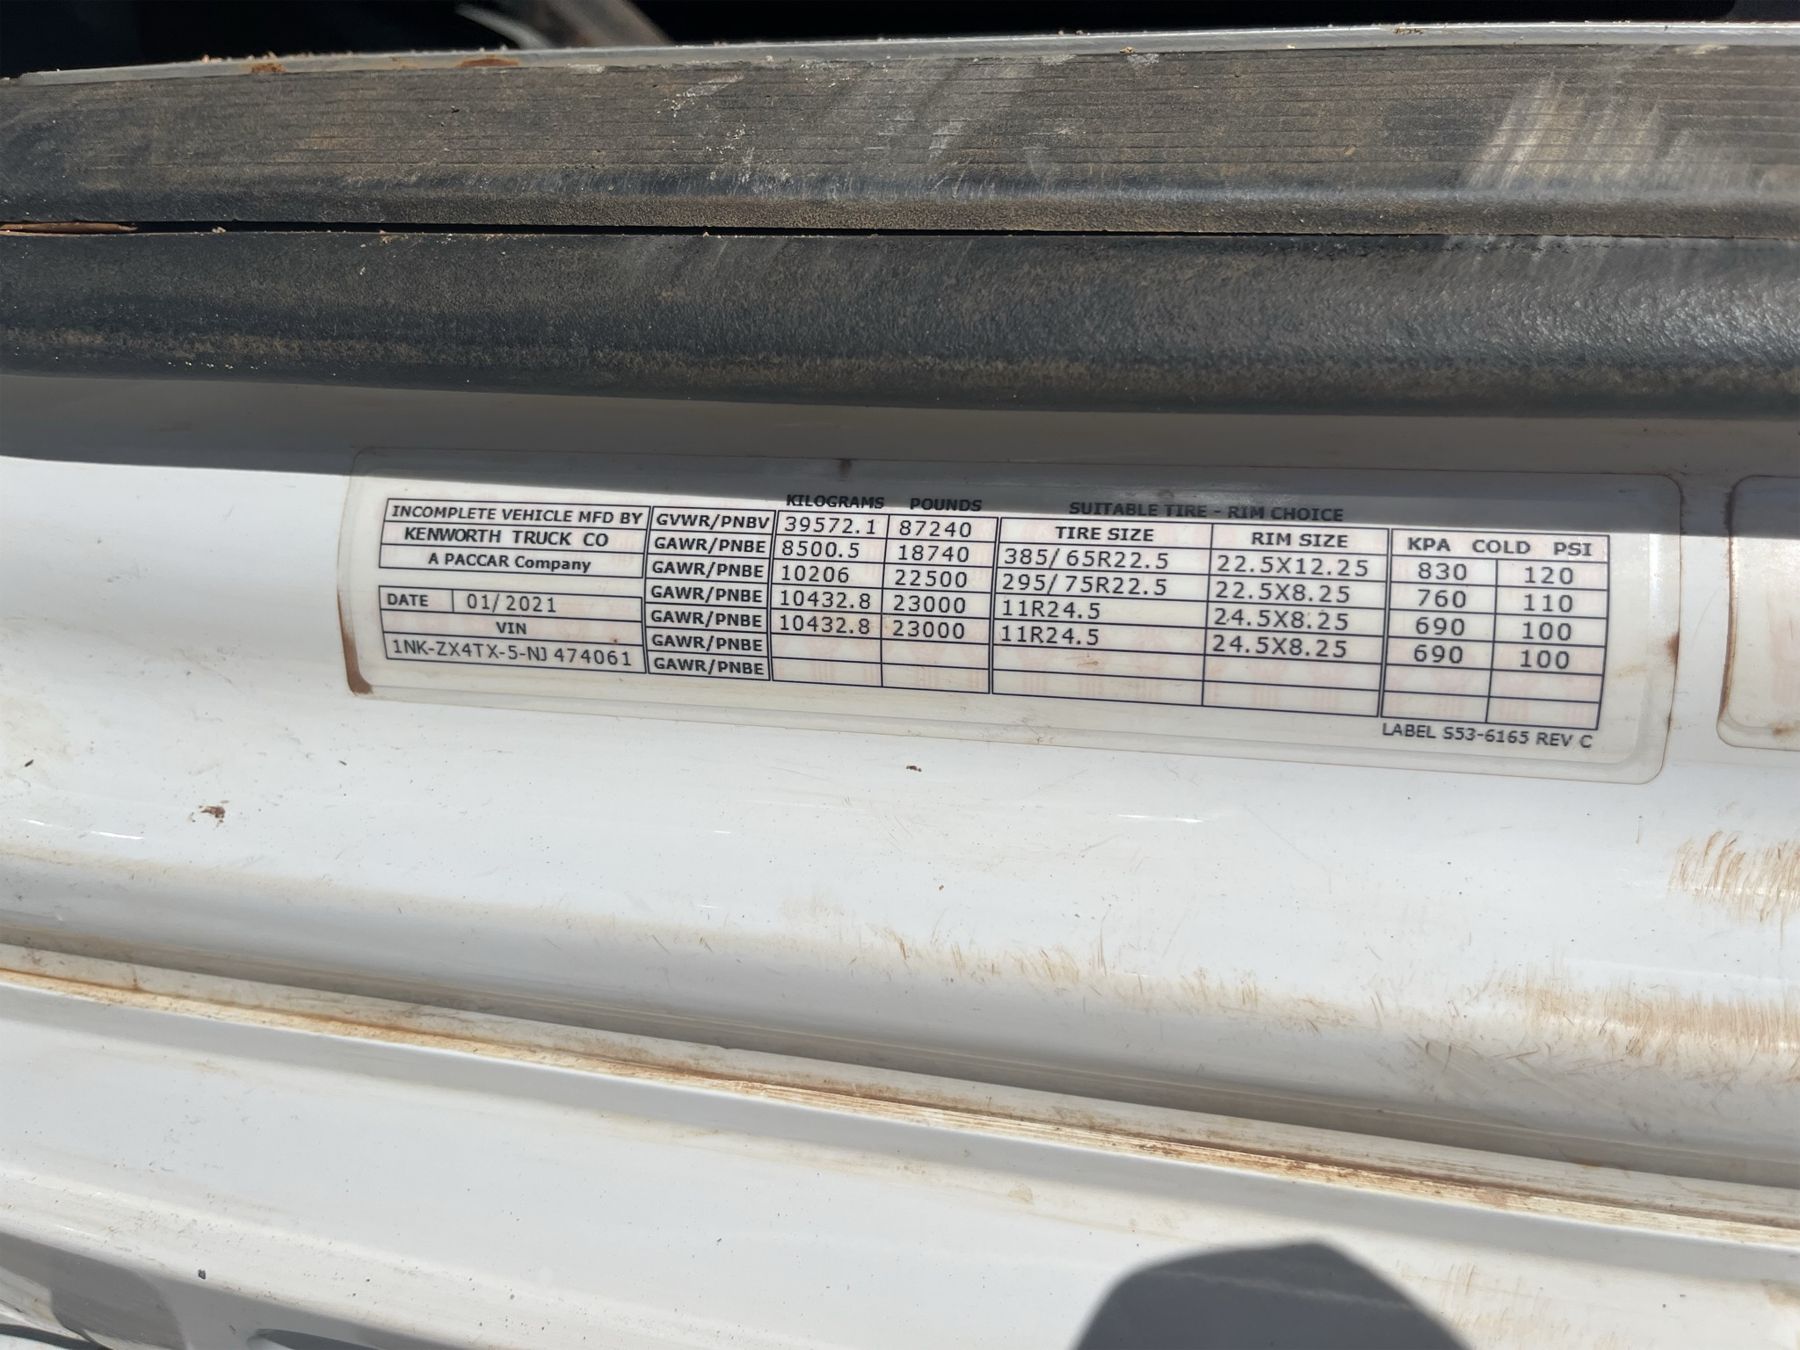 KILOGRAMS POUNDS SUITABLE TIRE - RIM CHOICE
INCOMPLETE VEHICLE MFD BY GVWR/PNBV 39572.1 87240 TIRE SIZE RIM SIZE KPA COLD PSI
KENWORTH TRUCK CO GAWR/PNBE 8500.5 18740 385/65R22.5 22.5X12.25 830 120
A PACCAR Company GAWR/PNBE 10206 22500 295/75R22.5 22.5X8.25 760 110
DATE 01/2021 GAWR/PNBE 10432.8 23000 11R24.5 24.5X8.25 690 100
VIN GAWR/PNBE 10432.8 23000 11R24.5 24.5X8.25 690 100
1NK-ZX4TX-5-NJ 474061 GAWR/PNBE
GAWR/PNBE
LABEL S53-6165 REV C